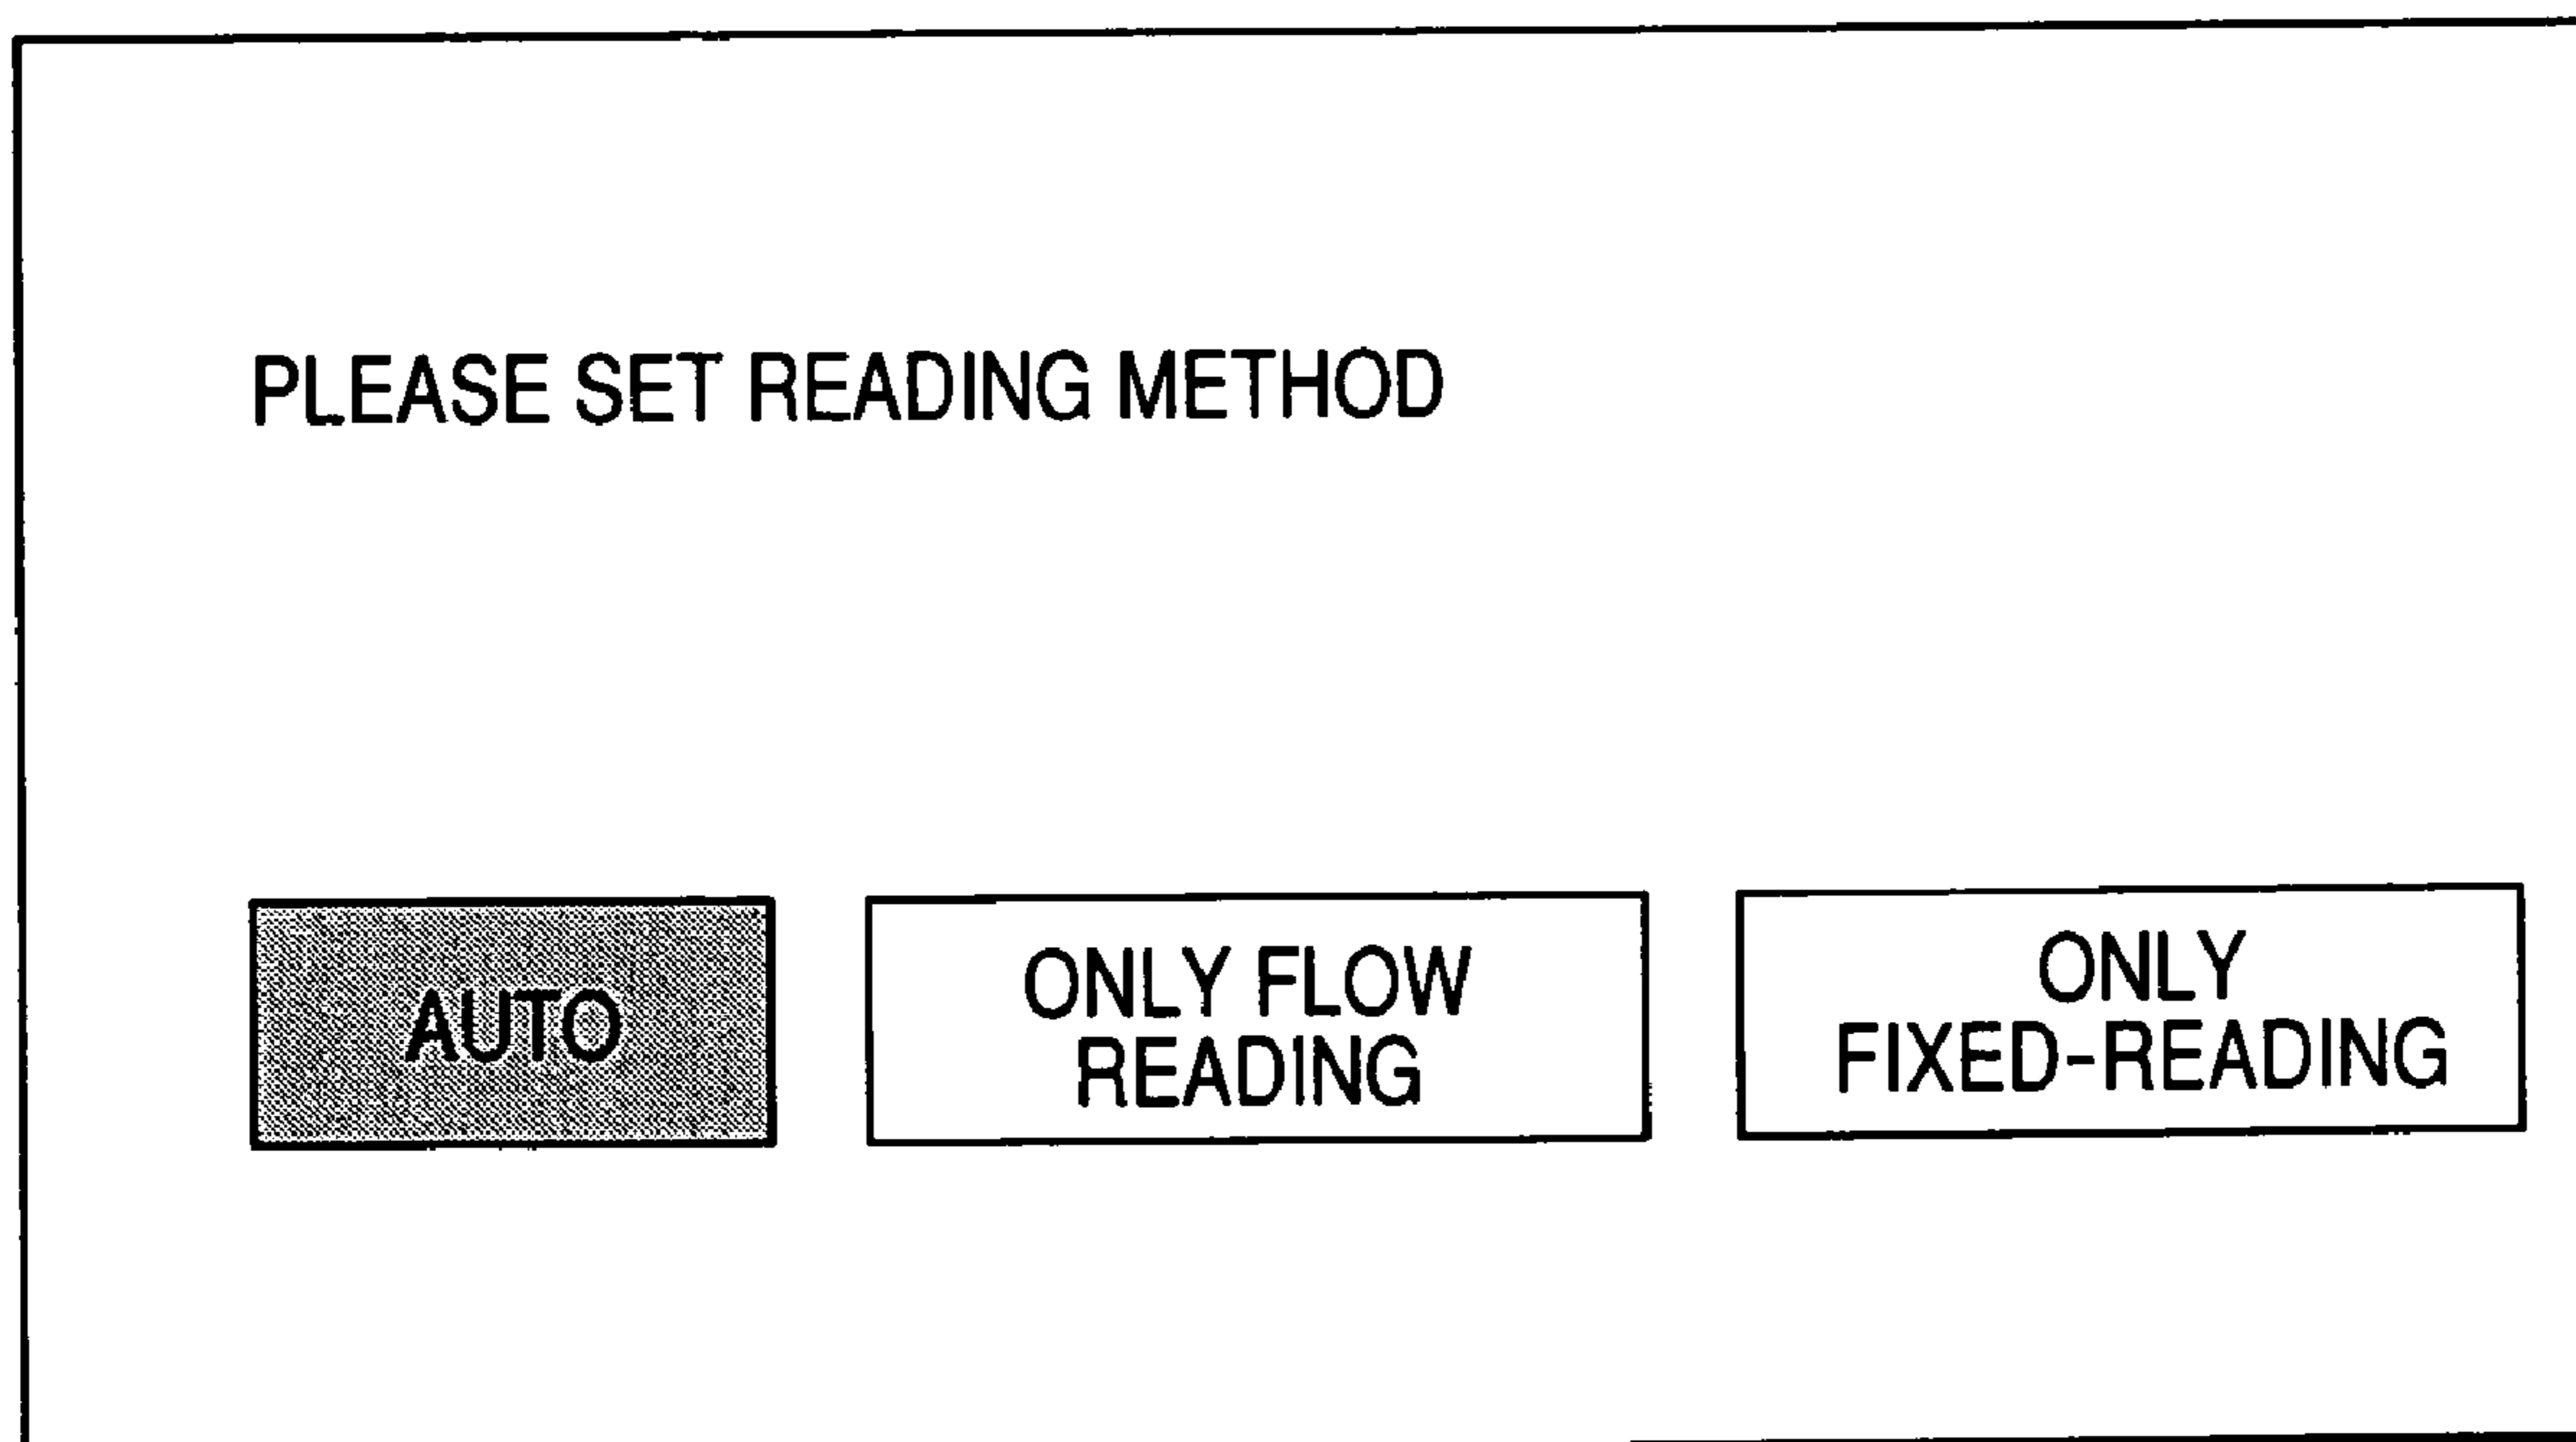 PLEASE SET READING METHOD
AUTO
ONLY FLOW
READING
ONLY
FIXED-READING